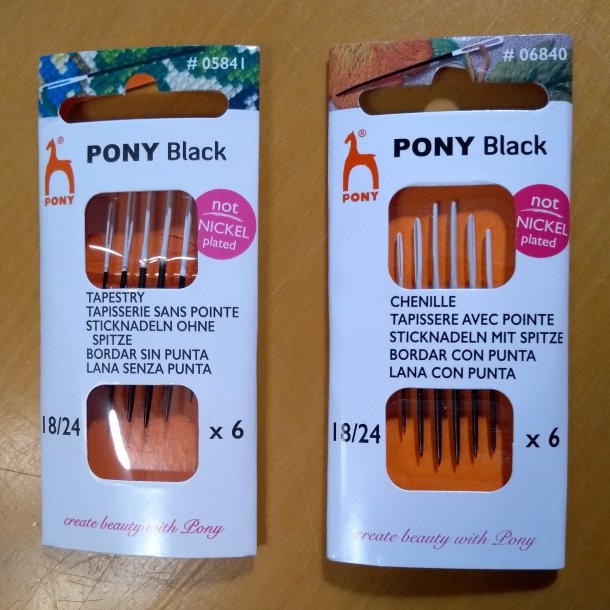 # 05841
PONY Black
®
PONY
not
NICKEL
plated
TAPESTRY
TAPISSERIE SANS POINTE
STICKNADELN OHNE
SPITZE
BORDAR SIN PUNTA
LANA SENZA PUNTA
18/24
x 6
create beauty with Pony
# 06840
PONY Black
®
PONY
not
NICKEL
plated
CHENILLE
TAPISSERE AVEC POINTE
STICKNADELN MIT SPITZE
BORDAR CON PUNTA
LANA CON PUNTA
18/24
x 6
create beauty with Pony